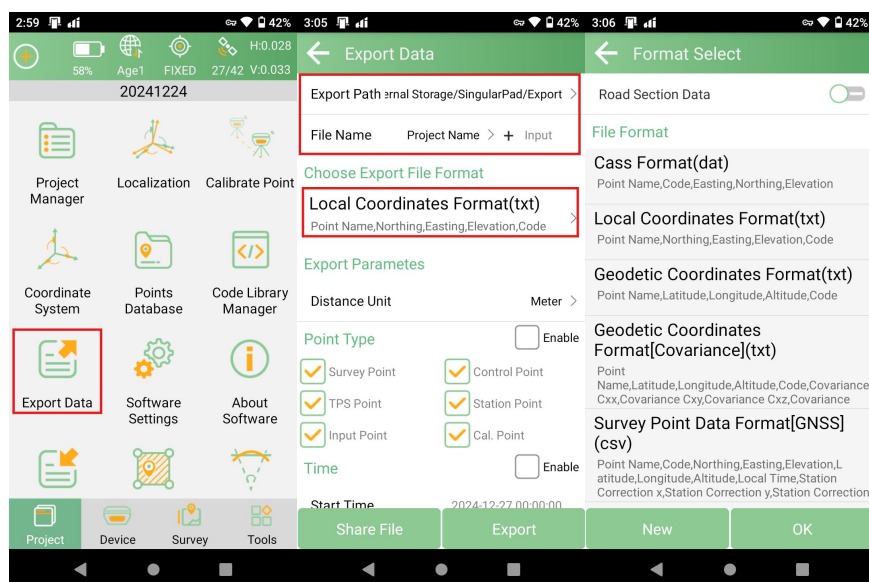 2:59
42%
58%
Age1
FIXED
27/42
H:0.028
V:0.033
20241224
Project
Manager
Localization
Calibrate Point
Coordinate
System
Points
Database
Code Library
Manager
Export Data
Software
Settings
About
Software
Project
Device
Survey
Tools
3:05
42%
Export Data
Export Path ernal Storage/SingularPad/Export >
File Name Project Name > + Input
Choose Export File Format
Local Coordinates Format(txt)
Point Name,Northing,Easting,Elevation,Code
Export Parametes
Distance Unit Meter >
Point Type Enable
Survey Point Control Point
TPS Point Station Point
Input Point Cal. Point
Time Enable
Start Time 2024-12-27 00:00:00
Share File Export
3:06
42%
Format Select
Road Section Data
File Format
Cass Format(dat)
Point Name,Code,Easting,Northing,Elevation
Local Coordinates Format(txt)
Point Name,Northing,Easting,Elevation,Code
Geodetic Coordinates Format(txt)
Point Name,Latitude,Longitude,Altitude,Code
Geodetic Coordinates
Format[Covariance](txt)
Point
Name,Latitude,Longitude,Altitude,Code,Covariance
Cxx,Covariance Cxy,Covariance Cxz,Covariance
Survey Point Data Format[GNSS]
(csv)
Point Name,Code,Northing,Easting,Elevation,L
atitude,Longitude,Altitude,Local Time,Station
Correction x,Station Correction y,Station Correction
New OK